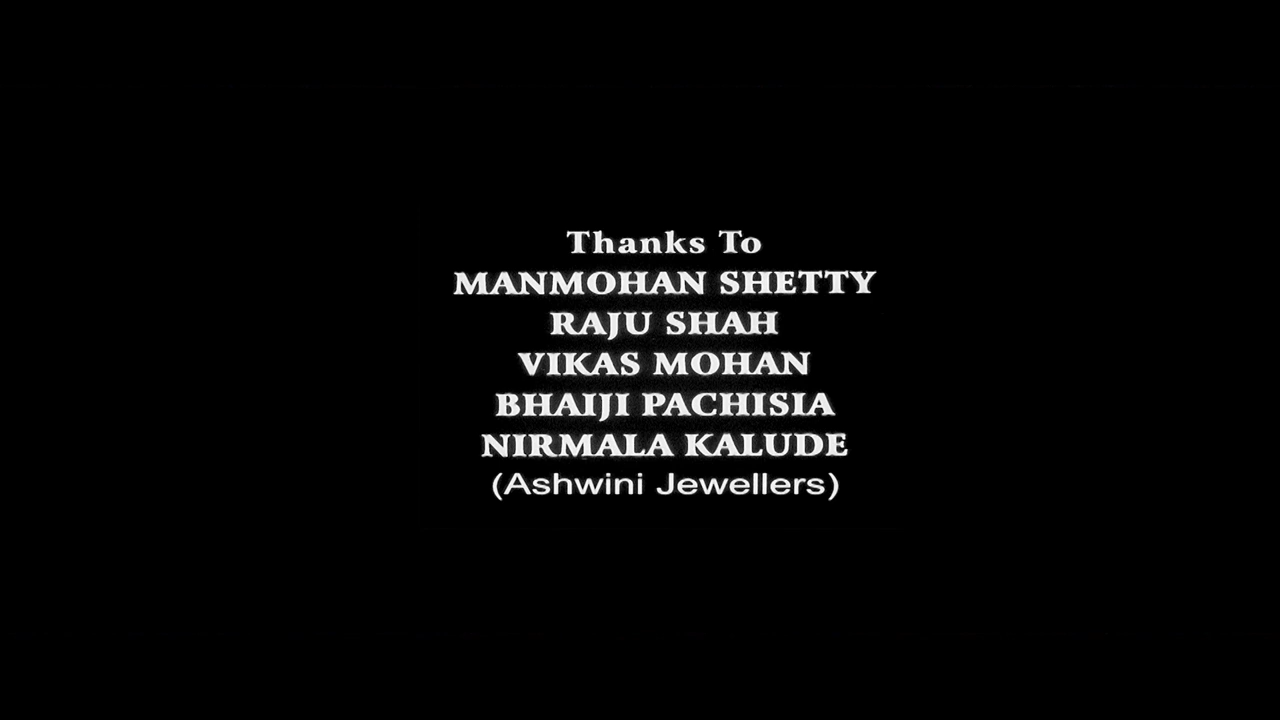 Thanks To
MANMOHAN SHETTY
RAJU SHAH
VIKAS MOHAN
BHAIJI PACHISIA
NIRMALA KALUDE
(Ashwini Jewellers)